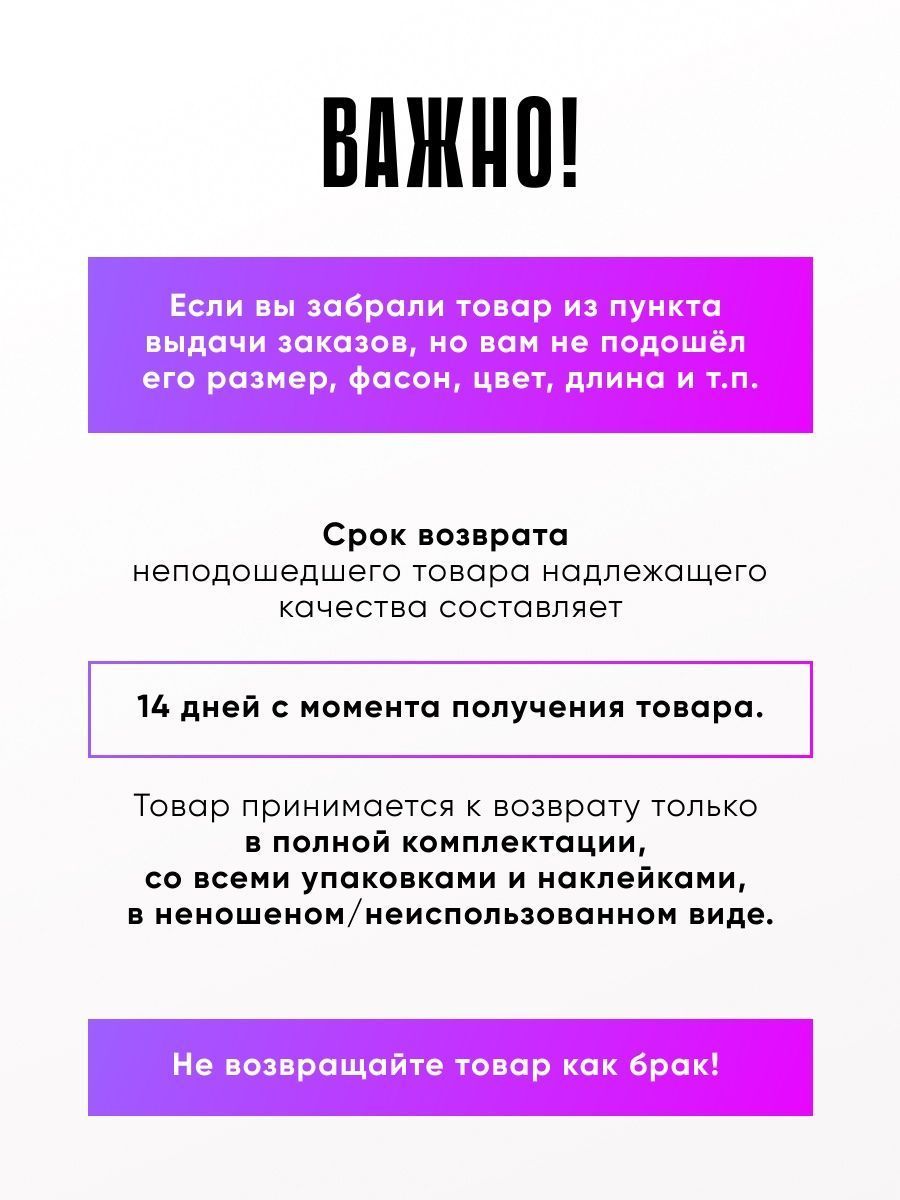 ВАЖНО!
Если вы забрали товар из пункта
выдачи заказов, но вам не подошёл
его размер, фасон, цвет, длина и т.п.
Срок возврата
неподошедшего товара надлежащего
качества составляет
14 дней с момента получения товара.
Товар принимается к возврату только
в полной комплектации,
со всеми упаковками и наклейками,
в неношеном/неиспользованном виде.
Не возвращайте товар как брак!